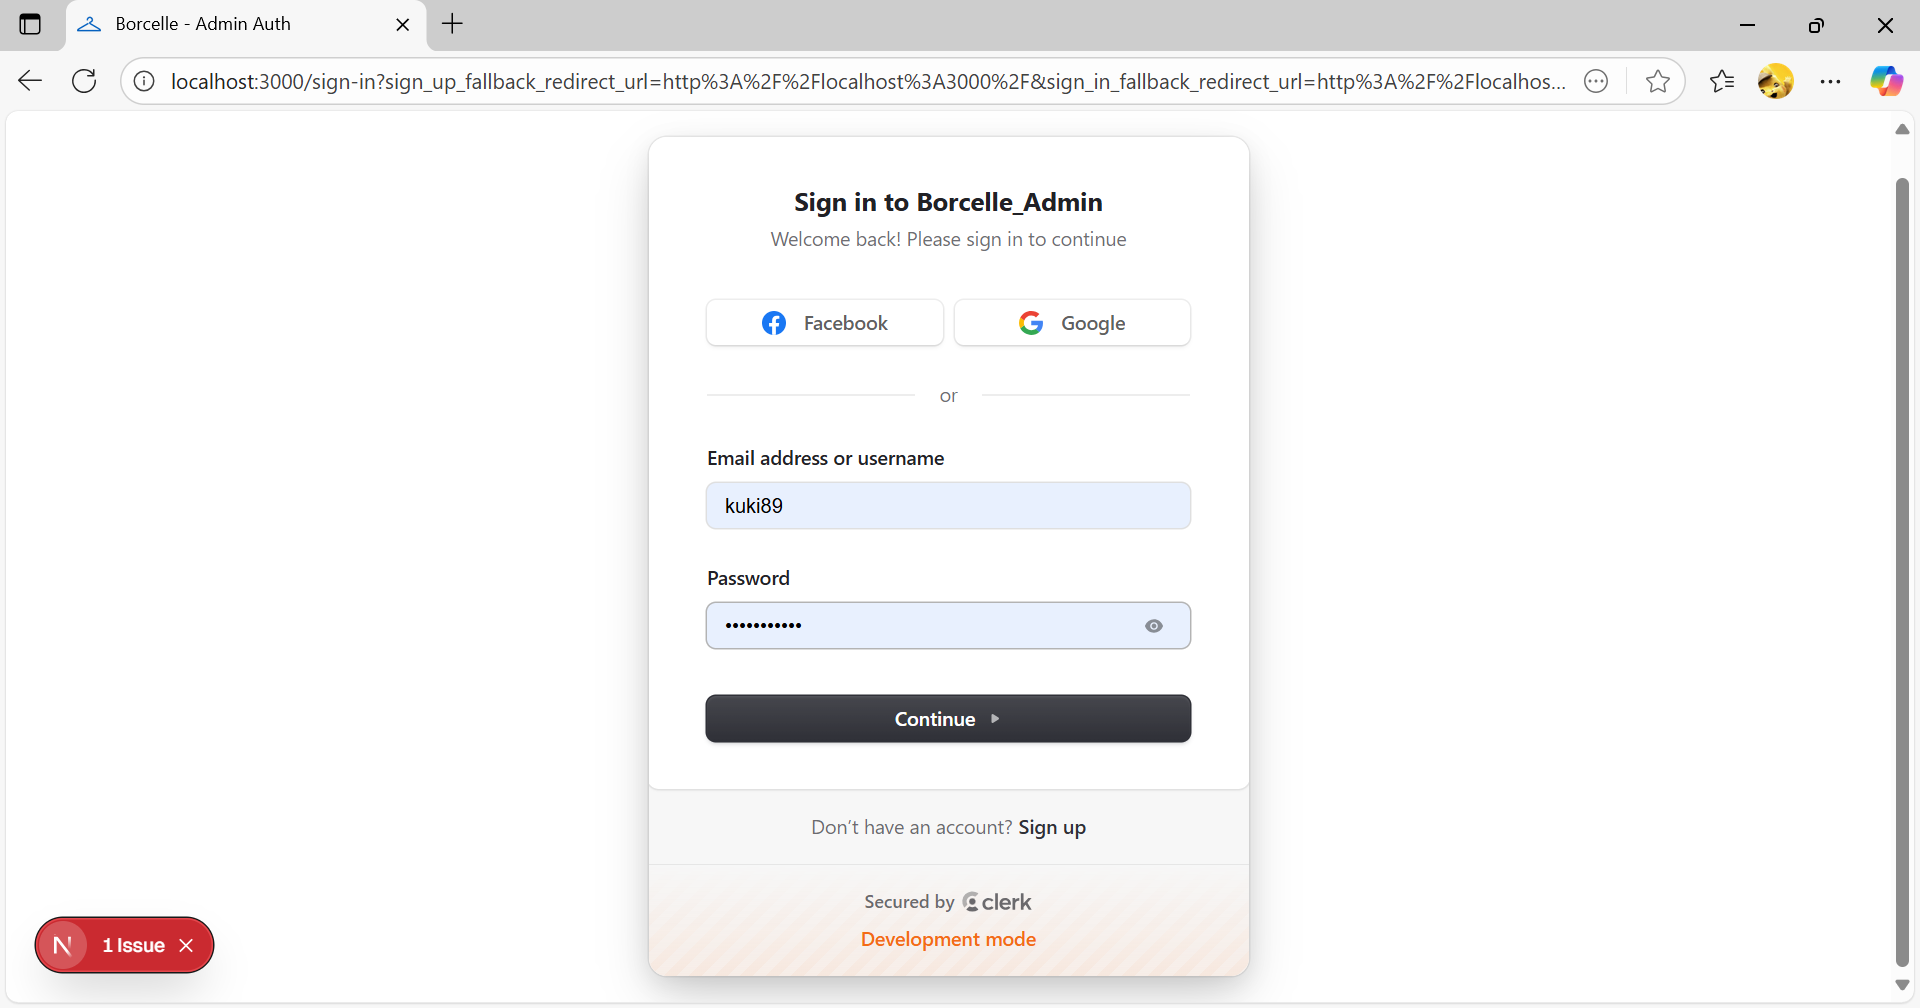 Borcelle - Admin Auth
localhost:3000/sign-in?sign_up_fallback_redirect_url=http%3A%2F%2Flocalhost%3A3000%2F&sign_in_fallback_redirect_url=http%3A%2F%2Flocalhos...
Sign in to Borcelle_Admin
Welcome back! Please sign in to continue
Facebook
Google
or
Email address or username
kuki89
Password
•••••••••••
Continue
Don’t have an account? Sign up
Secured by clerk
Development mode
N 1 Issue